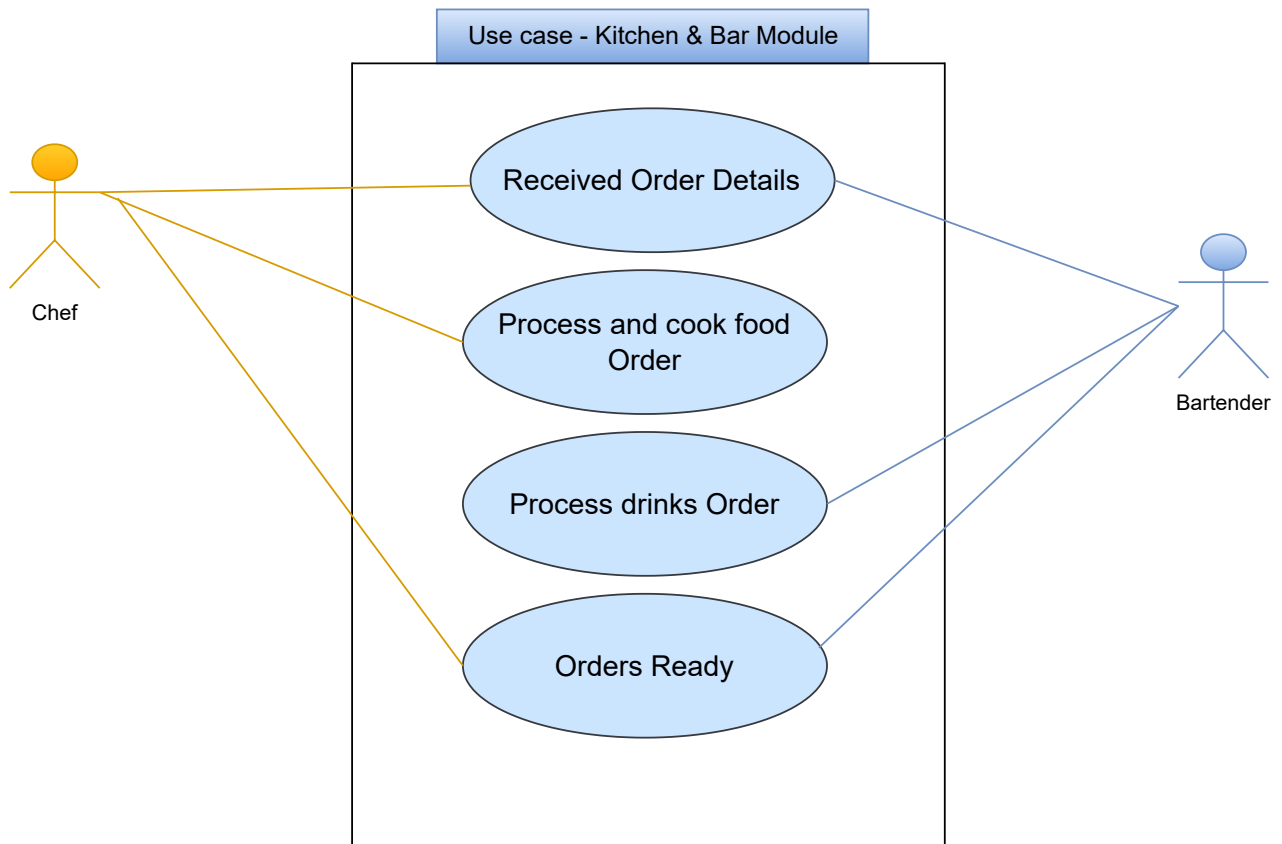 Use case - Kitchen & Bar Module
Received Order Details
Chef
Process and cook food
Order
Bartender
Process drinks Order
Orders Ready